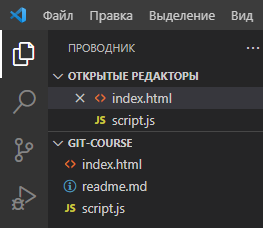 Файл Правка Выделение Вид
ПРОВОДНИК
ОТКРЫТЫЕ РЕДАКТОРЫ
index.html
JS script.js
GIT-COURSE
index.html
readme.md
JS script.js